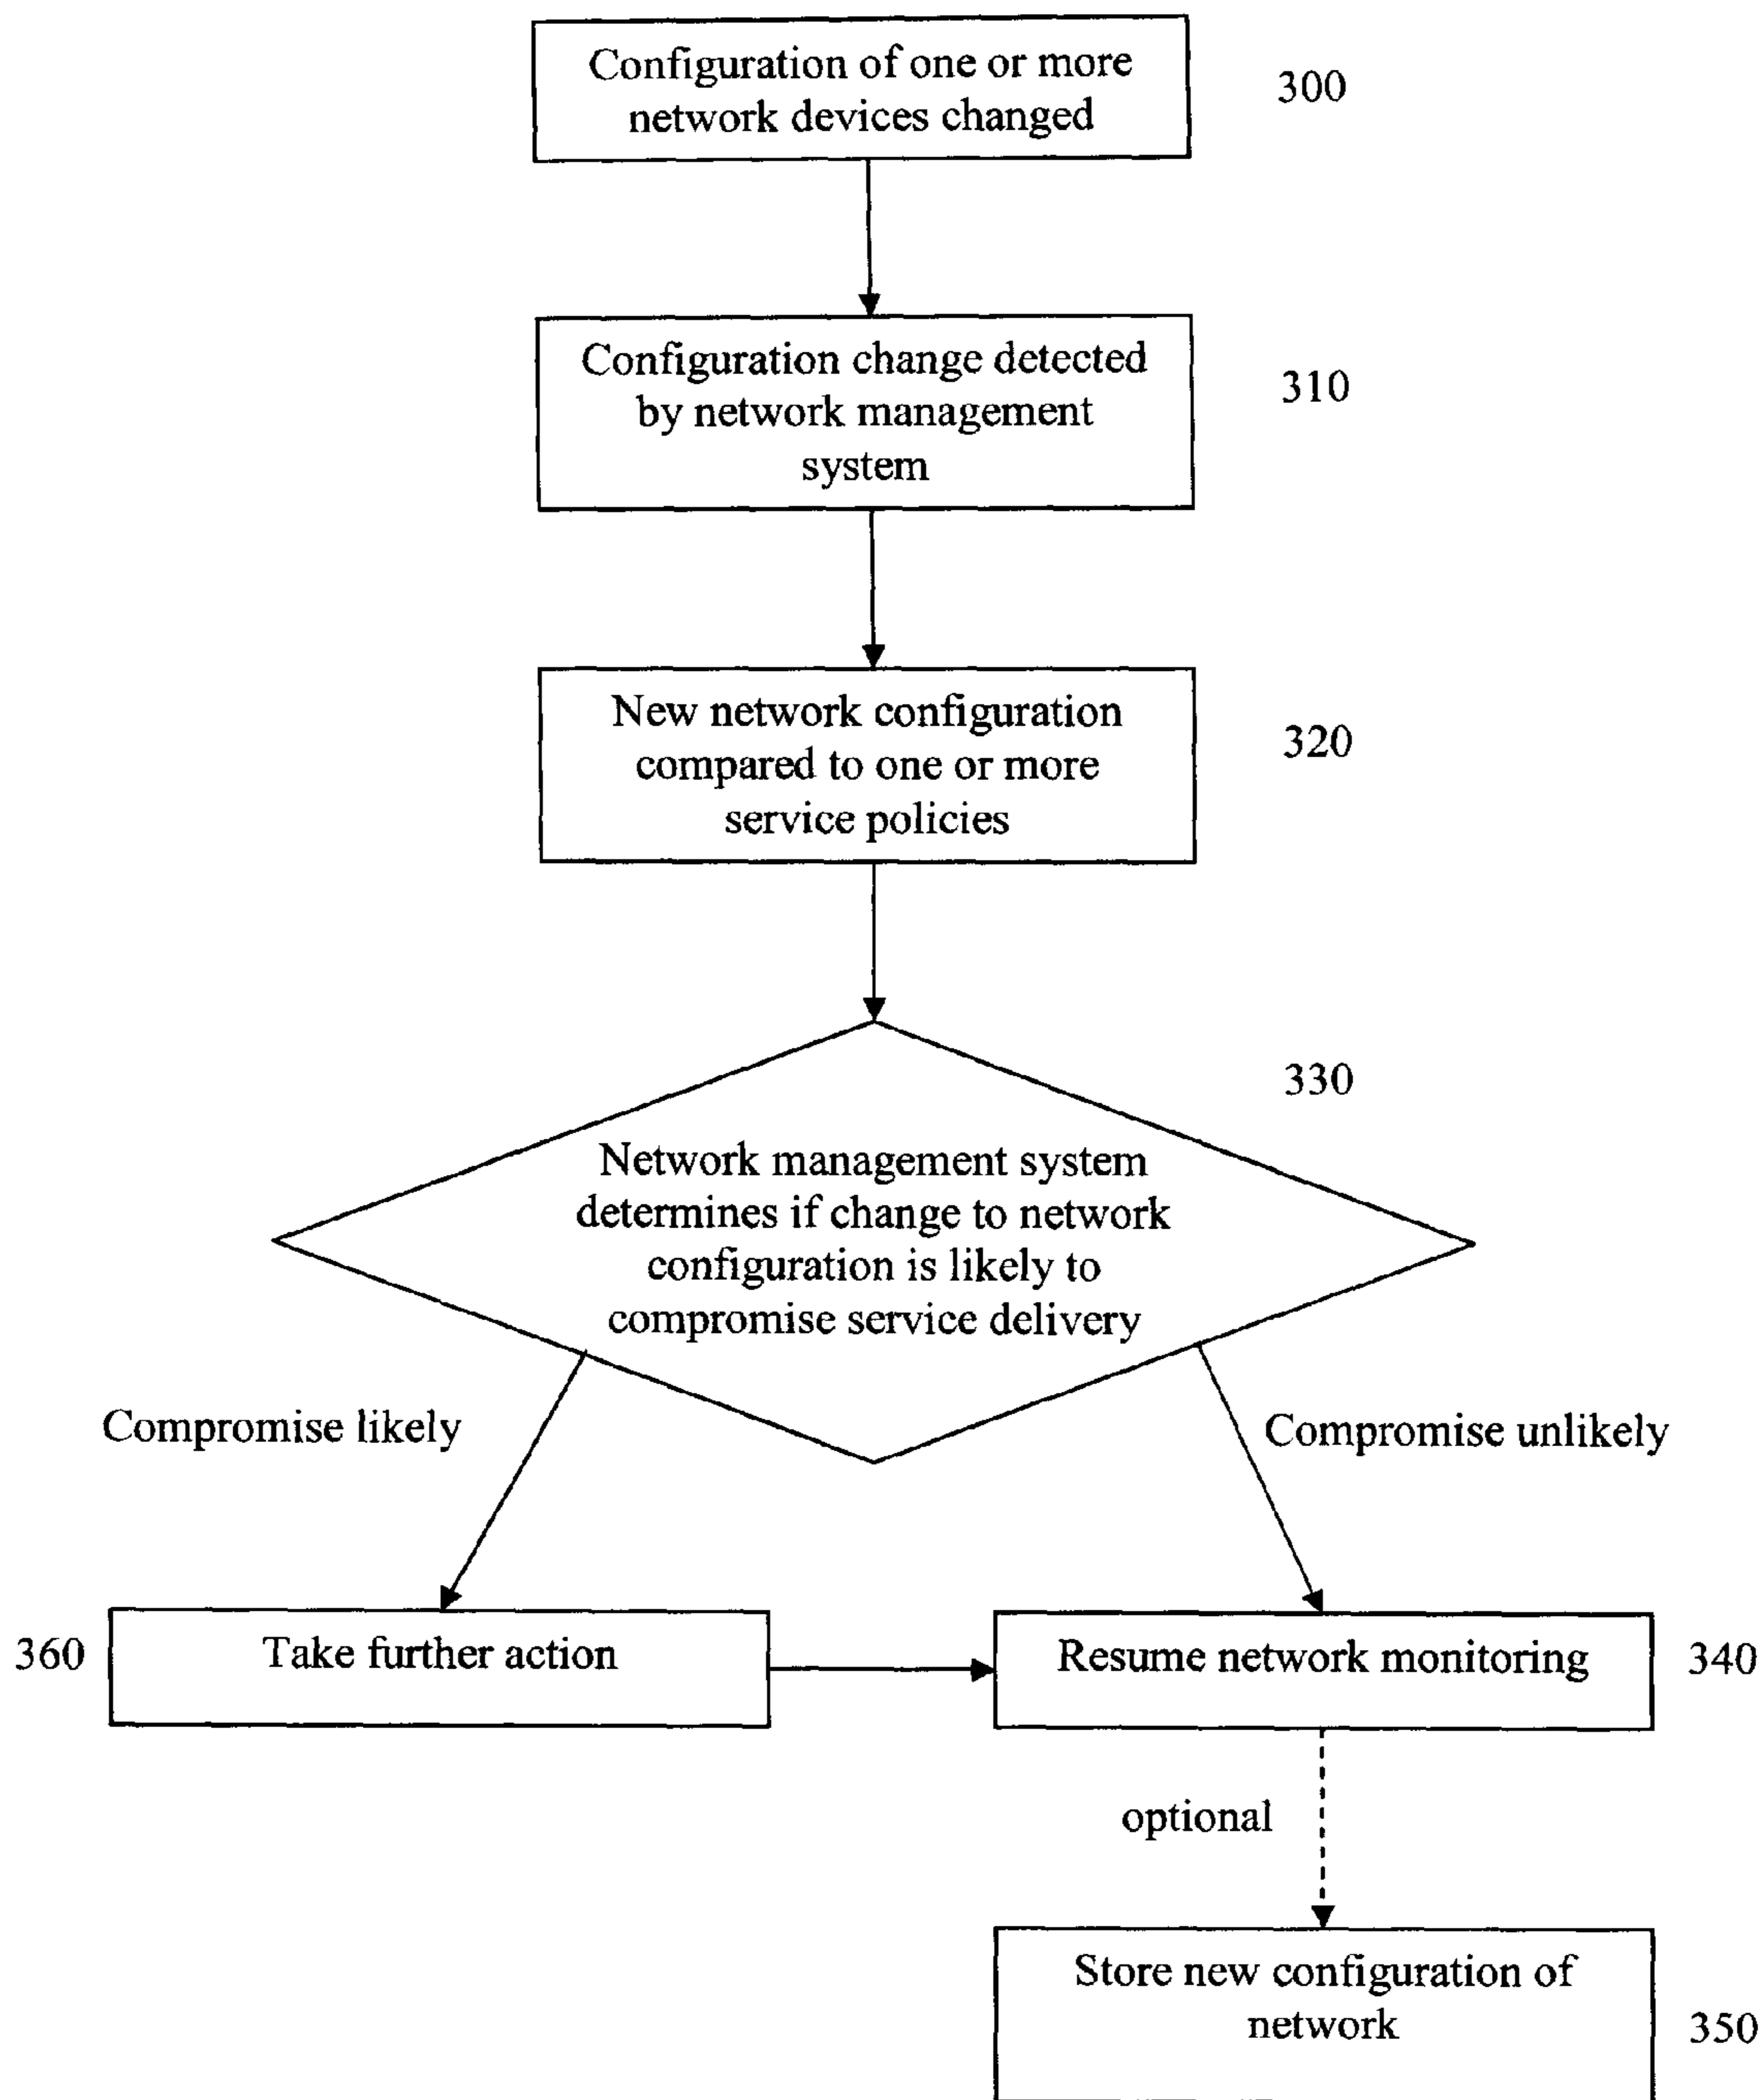 Configuration of one or more
network devices changed
300
Configuration change detected
by network management
system
310
New network configuration
compared to one or more
service policies
320
330
Network management system
determines if change to network
configuration is likely to
compromise service delivery
Compromise likely
Compromise unlikely
360
Take further action
Resume network monitoring
340
optional
Store new configuration of
network
350